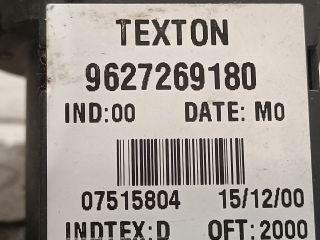 TEXTON
9627269180
IND:00 DATE: M0
07515804 15/12/00
INDTEX:D OFT: 2000